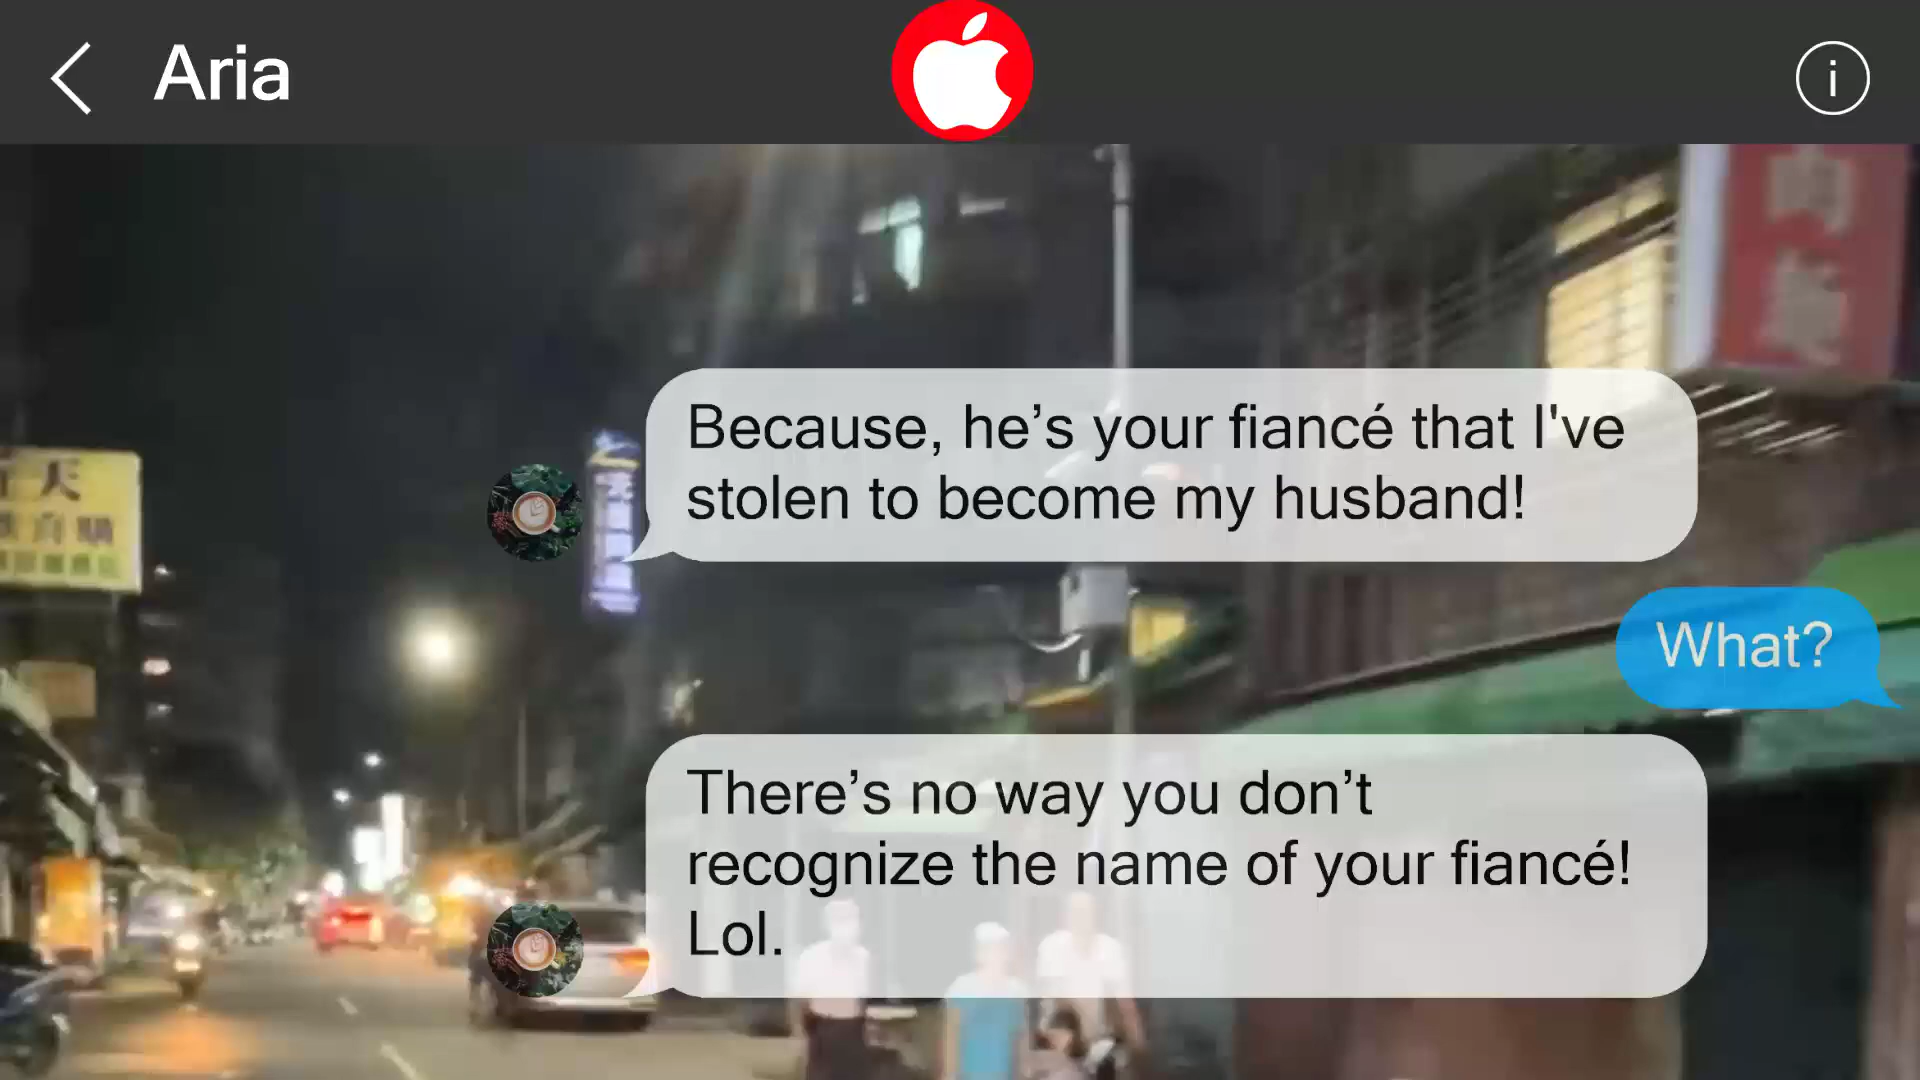 Aria
i
Because, he’s your fiancé that I've
stolen to become my husband!
What?
There’s no way you don’t
recognize the name of your fiancé!
Lol.
天